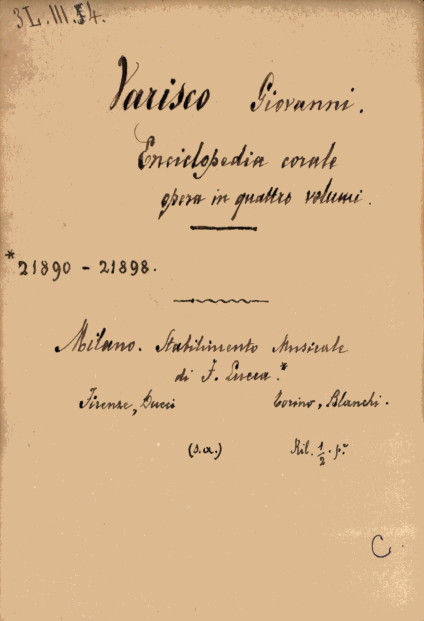 3L. III. 54.
Varisco Giovanni.
Enciclopedia corale
opera in quattro volumi.
*21890 - 21898.
Milano. Stabilimento Musicale
di F. Lucca.*
Firenze, Ducci Torino, Blanchi.
(s.a.) Ril. 1/2 . pr
C